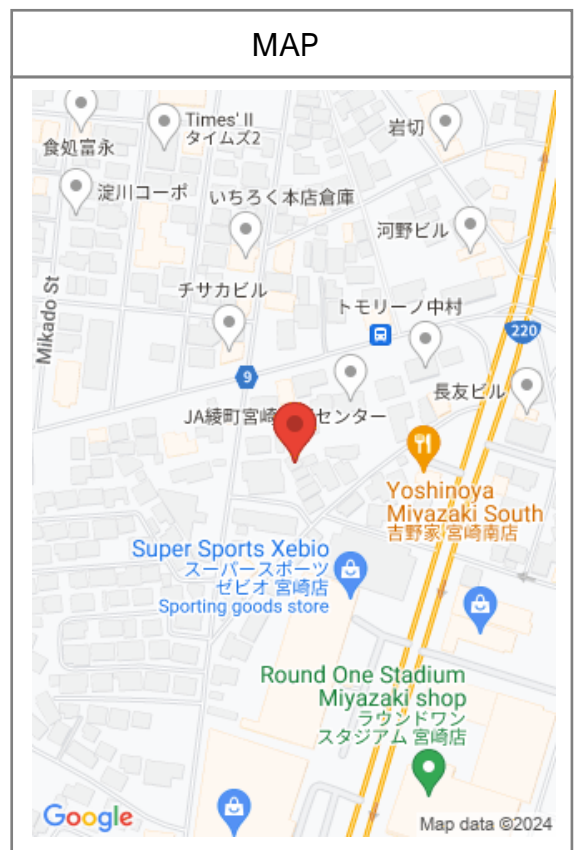 MAP
Times' II
タイムズ2
岩切
食処富永
淀川コーポ
いちろく本店倉庫
河野ビル
Mikado St
チサカビル
トモリーノ中村
220
9
長友ビル
JA綾町宮崎
センター
Yoshinoya
Miyazaki South
吉野家 宮崎南店
Super Sports Xebio
スーパースポーツ
ゼビオ 宮崎店
Sporting goods store
Round One Stadium
Miyazaki shop
ラウンドワン
スタジアム 宮崎店
Google
Map data ©2024